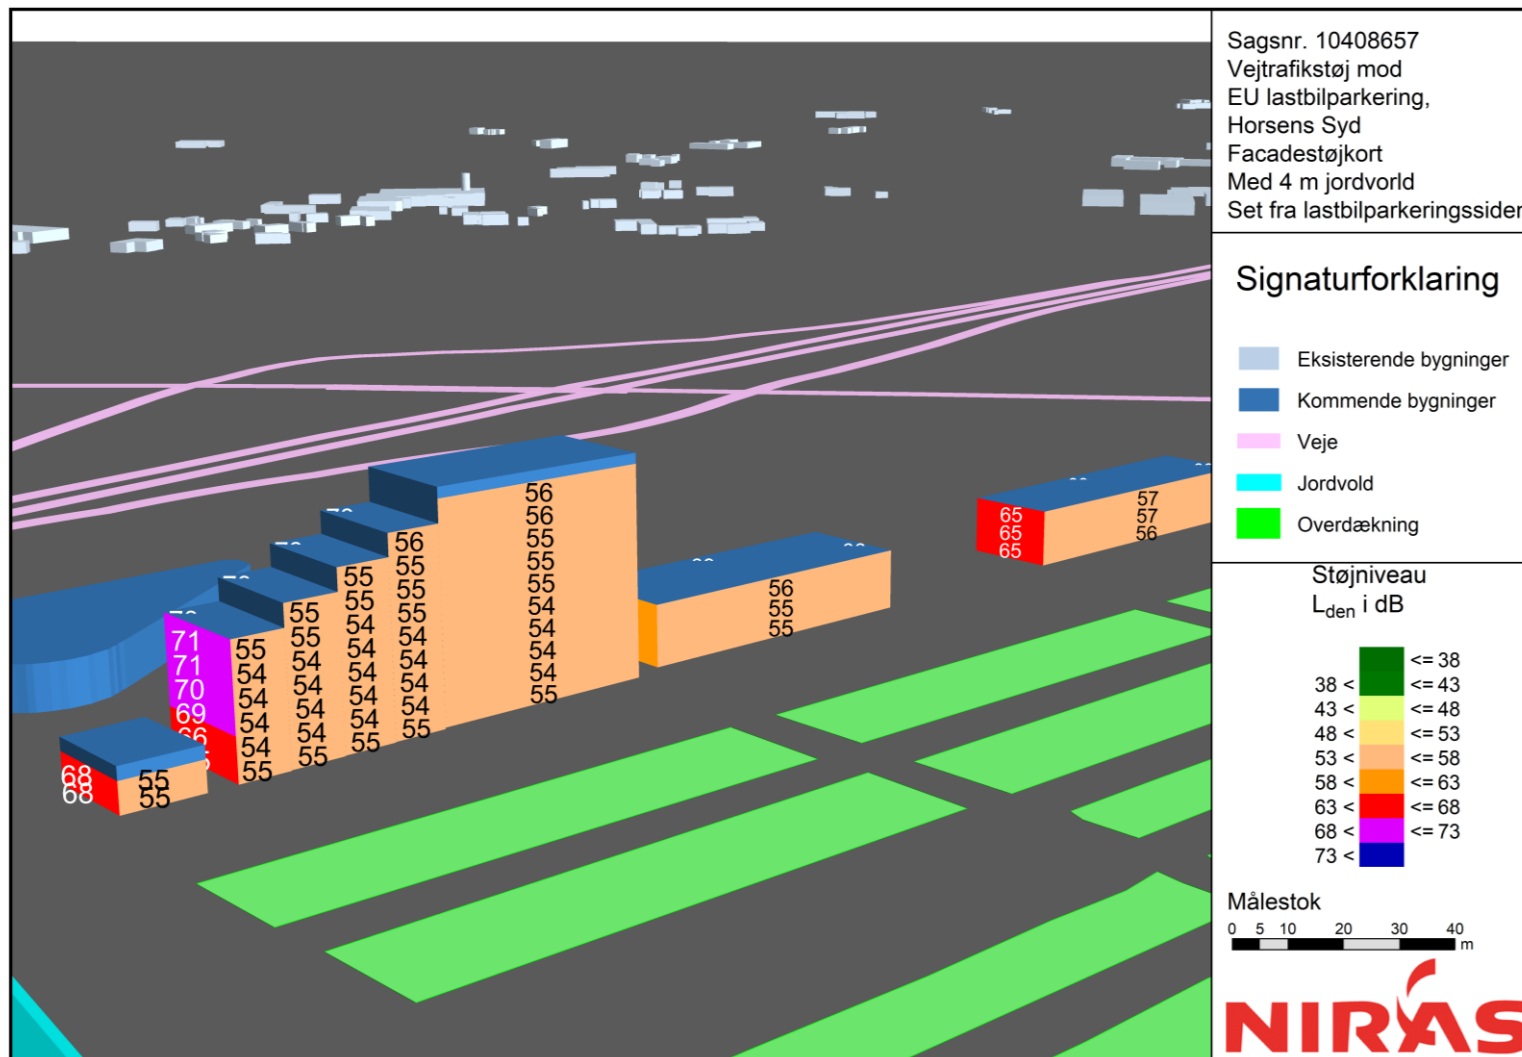 Sagsnr. 10408657
Vejtrafikstøj mod
EU lastbilparkering,
Horsens Syd
Facadestøjkort
Med 4 m jordvorld
Set fra lastbilparkeringssiden
Signaturforklaring
Eksisterende bygninger
Kommende bygninger
Veje
Jordvold
Overdækning
Støjniveau
Lden i dB
<= 38
38 < <= 43
43 < <= 48
48 < <= 53
53 < <= 58
58 < <= 63
63 < <= 68
68 < <= 73
73 <
Målestok
0 5 10 20 30 40
m
NIRAS
68
68
55
55
71
71
70
69
66
55
54
54
54
54
55
55
55
54
54
54
55
55
55
54
54
54
54
54
55
56
55
55
54
54
54
54
54
55
56
56
55
55
55
54
54
54
54
55
56
55
55
65
65
65
57
57
56